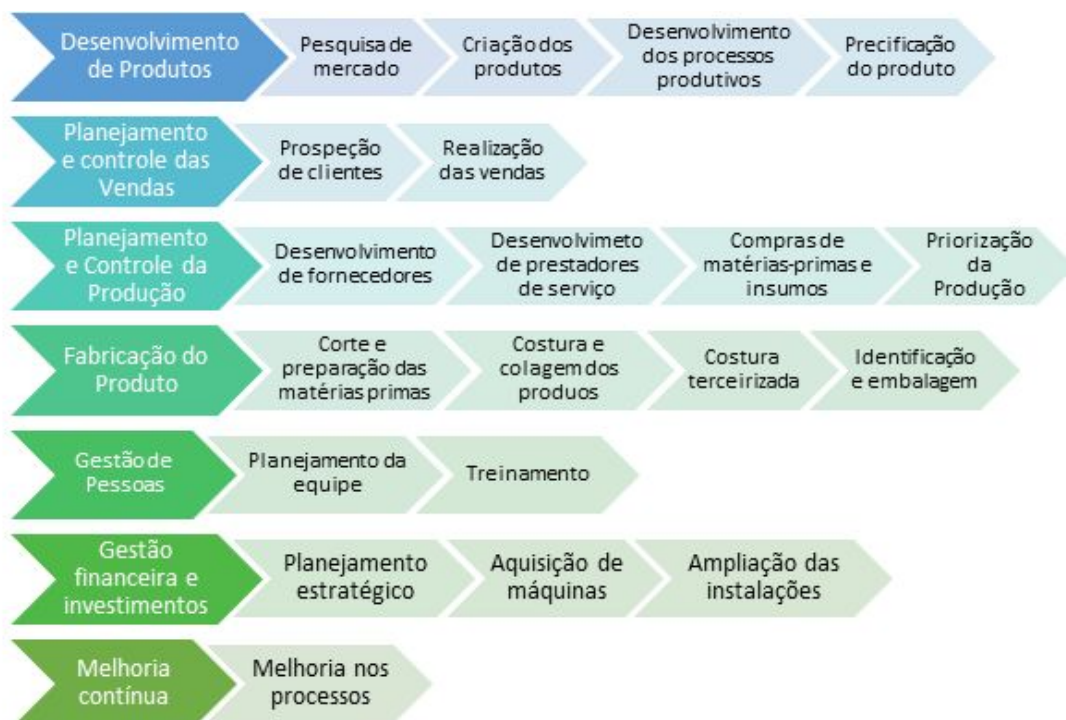 Desenvolvimento
de Produtos
Pesquisa de
mercado
Criação dos
produtos
Desenvolvimento
dos processos
produtivos
Precificação
do produto
Planejamento
e controle das
Vendas
Prospeção
de clientes
Realização
das vendas
Planejamento
e Controle da
Produção
Desenvolvimento
de fornecedores
Desenvolvimeto
de prestadores
de serviço
Compras de
matérias-primas e
insumos
Priorização
da
Produção
Fabricação do
Produto
Corte e
preparação das
matérias primas
Costura e
colagem dos
produos
Costura
terceirizada
Identificação
e embalagem
Gestão de
Pessoas
Planejamento da
equipe
Treinamento
Gestão
financeira e
investimentos
Planejamento
estratégico
Aquisição de
máquinas
Ampliação das
instalações
Melhoria
contínua
Melhoria nos
processos